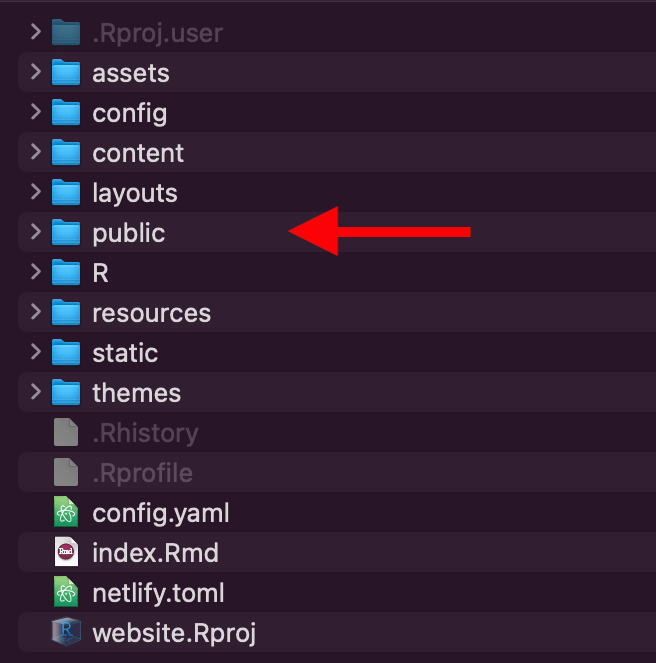 .Rproj.user
assets
config
content
layouts
public
R
resources
static
themes
.Rhistory
.Rprofile
config.yaml
Rmd index.Rmd
netlify.toml
R website.Rproj